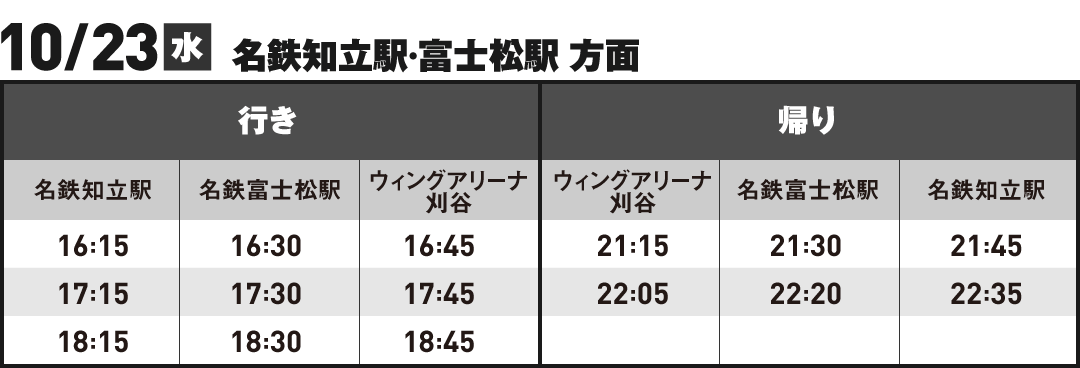 10/23 水 名鉄知立駅・富士松駅 方面
行き 帰り
名鉄知立駅 名鉄富士松駅 ウィングアリーナ刈谷 ウィングアリーナ刈谷 名鉄富士松駅 名鉄知立駅
16:15 16:30 16:45 21:15 21:30 21:45
17:15 17:30 17:45 22:05 22:20 22:35
18:15 18:30 18:45